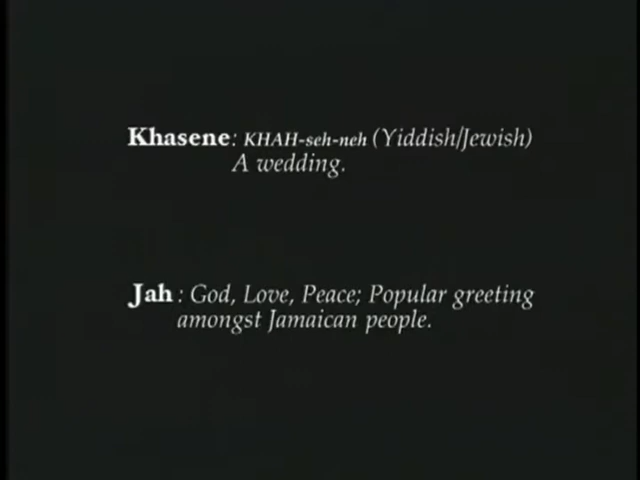 Khasene: KHAH-seh-neh (Yiddish/Jewish)
A wedding.
Jah : God, Love, Peace; Popular greeting
amongst Jamaican people.